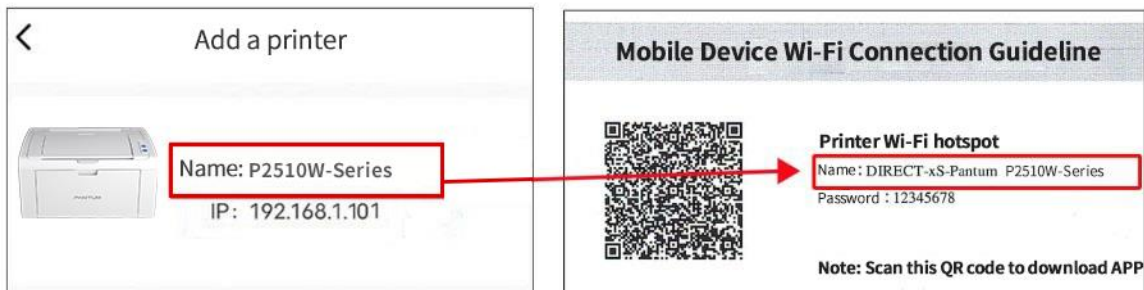 Add a printer
Name: P2510W-Series
IP: 192.168.1.101
PANTUM
Mobile Device Wi-Fi Connection Guideline
Printer Wi-Fi hotspot
Name: DIRECT-xS-Pantum P2510W-Series
Password : 12345678
Note: Scan this QR code to download APP